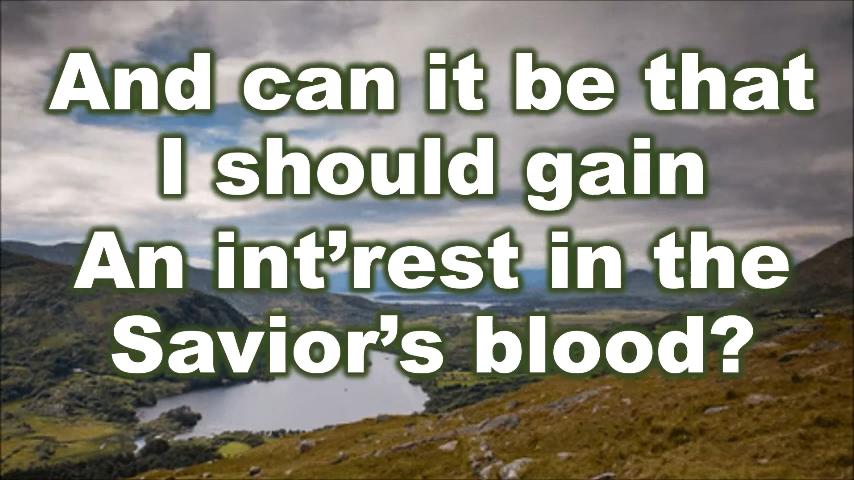 And can it be that
I should gain
An int’rest in the
Savior’s blood?